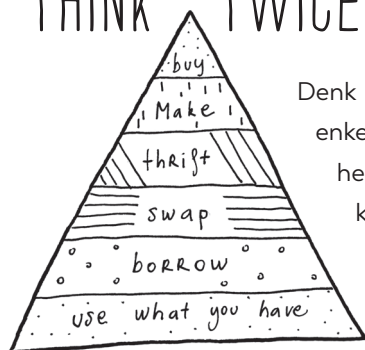 THINK TWICE
buy
Make
thrift
swap
borrow
use what you have
Denk
enke
he
k